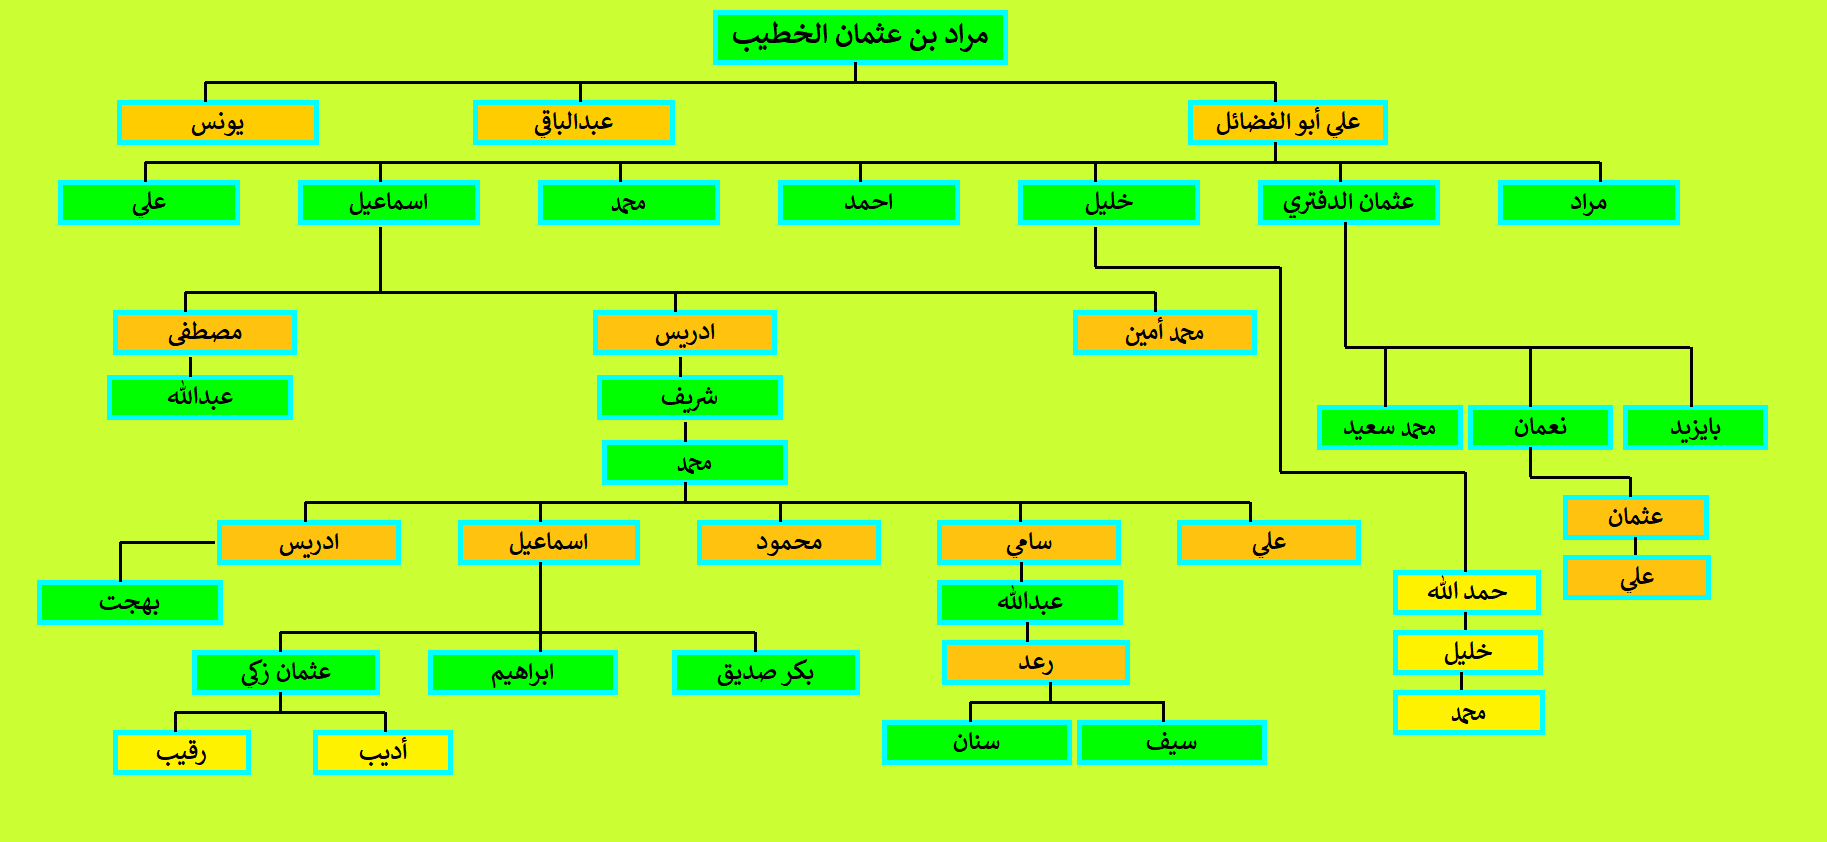 مراد بن عثمان الخطيب
علي أبو الفضائل
عبدالباقي
يونس
مراد
عثمان الدفتري
خليل
احمد
محمد
اسماعيل
علي
محمد أمين
ادريس
مصطفى
شريف
عبدالله
بايزيد
نعمان
محمد سعيد
محمد
عثمان
علي
سامي
محمود
اسماعيل
ادريس
علي
حمد الله
عبدالله
بهجت
خليل
رعد
بكر صديق
ابراهيم
عثمان زكي
محمد
سيف
سنان
أديب
رقيب